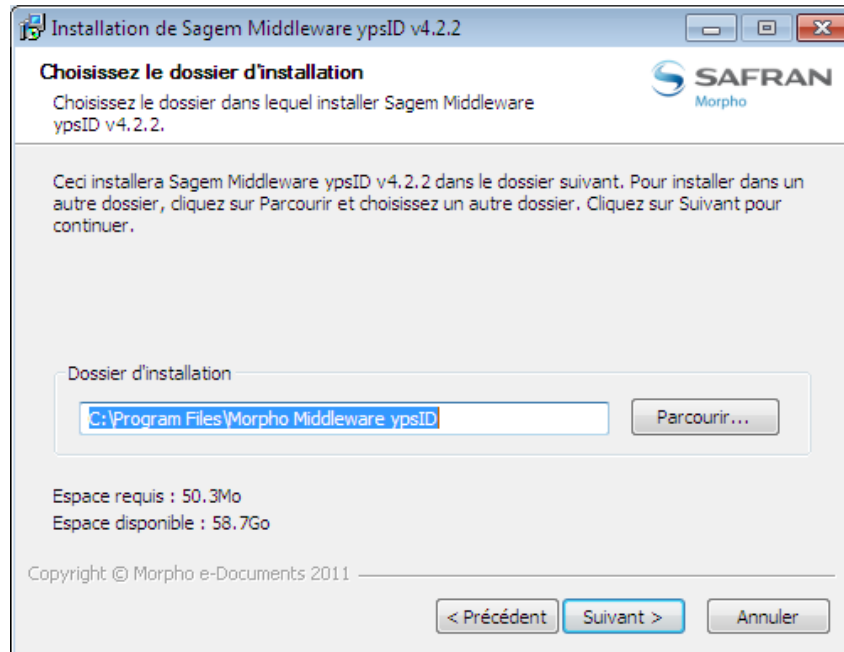 Installation de Sagem Middleware ypsID v4.2.2
Choisissez le dossier d'installation
Choisissez le dossier dans lequel installer Sagem Middleware
ypsID v4.2.2.
SAFRAN
Morpho
Ceci installera Sagem Middleware ypsID v4.2.2 dans le dossier suivant. Pour installer dans un
autre dossier, cliquez sur Parcourir et choisissez un autre dossier. Cliquez sur Suivant pour
continuer.
Dossier d'installation
C:\Program Files\Morpho Middleware ypsID
Parcourir...
Espace requis : 50.3Mo
Espace disponible : 58.7Go
Copyright © Morpho e-Documents 2011
< Précédent
Suivant >
Annuler